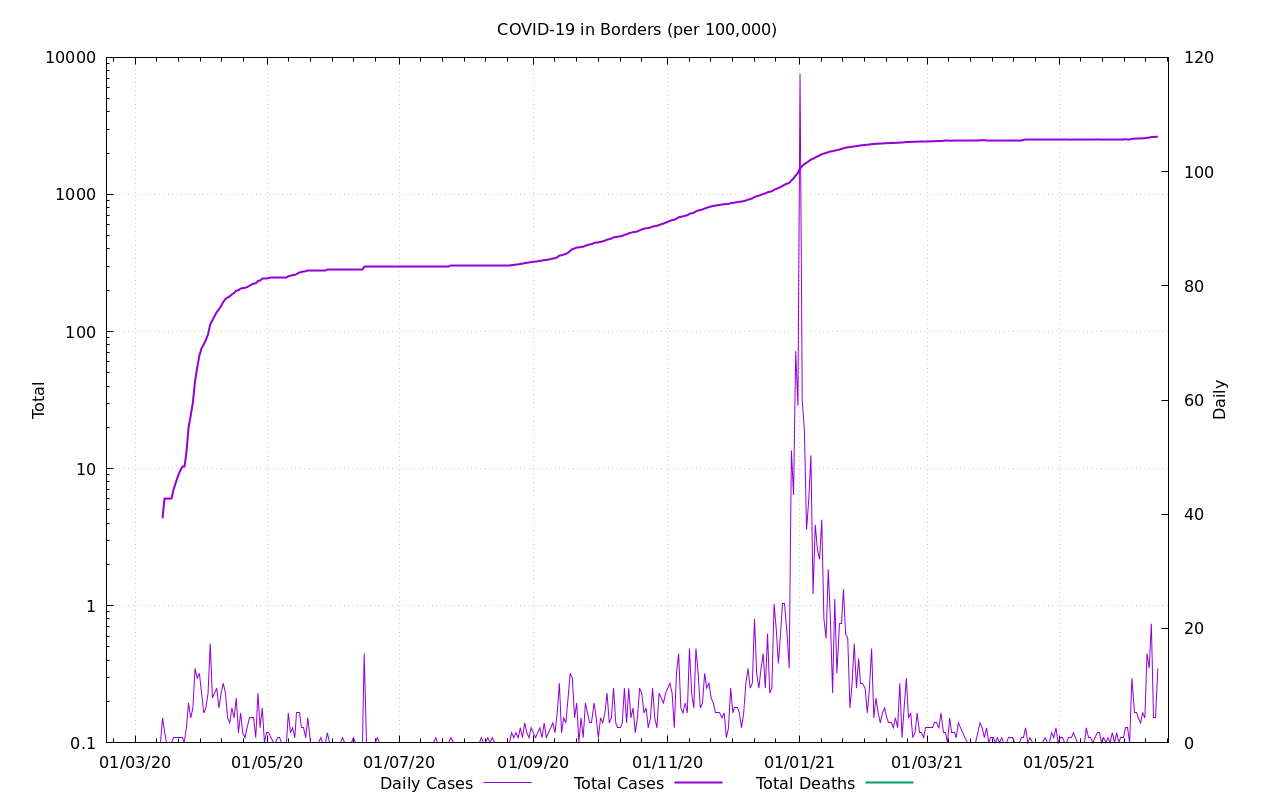 COVID-19 in Borders (per 100,000)
10000
1000
100
10
1
0.1
Total
120
100
80
60
40
20
0
Daily
01/03/20 01/05/20 01/07/20 01/09/20 01/11/20 01/01/21 01/03/21 01/05/21
Daily Cases Total Cases Total Deaths